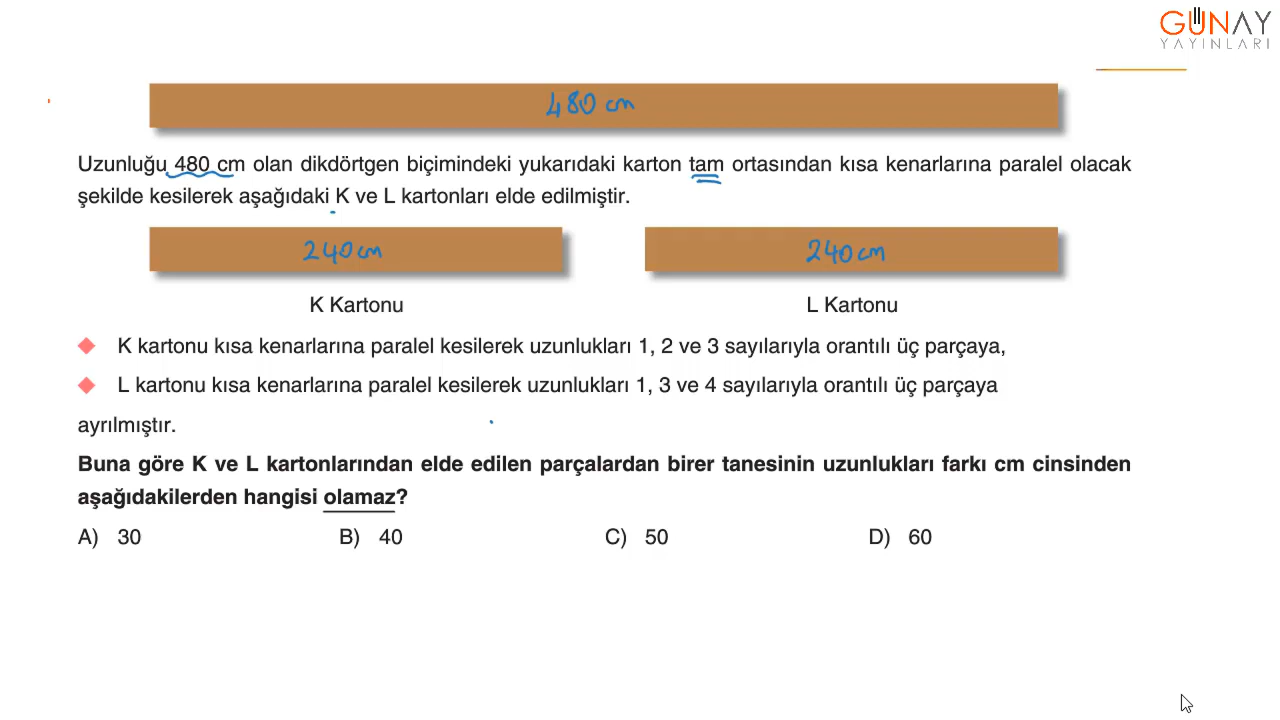 GÜNAY
YAYINLARI
480 cm
Uzunluğu 480 cm olan dikdörtgen biçimindeki yukarıdaki karton tam ortasından kısa kenarlarına paralel olacak
şekilde kesilerek aşağıdaki K ve L kartonları elde edilmiştir.
240 cm 240 cm
K Kartonu L Kartonu
K kartonu kısa kenarlarına paralel kesilerek uzunlukları 1, 2 ve 3 sayılarıyla orantılı üç parçaya,
L kartonu kısa kenarlarına paralel kesilerek uzunlukları 1, 3 ve 4 sayılarıyla orantılı üç parçaya
ayrılmıştır.
Buna göre K ve L kartonlarından elde edilen parçalardan birer tanesinin uzunlukları farkı cm cinsinden
aşağıdakilerden hangisi olamaz?
A) 30 B) 40 C) 50 D) 60